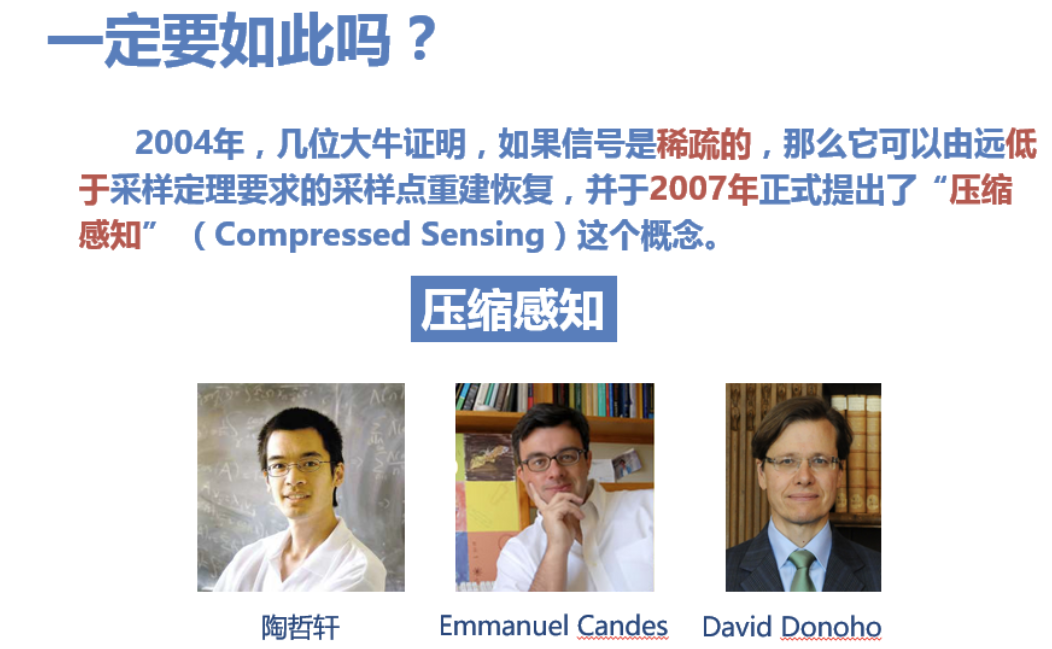 一定要如此吗？
2004年，几位大牛证明，如果信号是稀疏的，那么它可以由远低
于采样定理要求的采样点重建恢复，并于2007年正式提出了“压缩
感知”（Compressed Sensing）这个概念。
压缩感知
陶哲轩
Emmanuel Candes
David Donoho